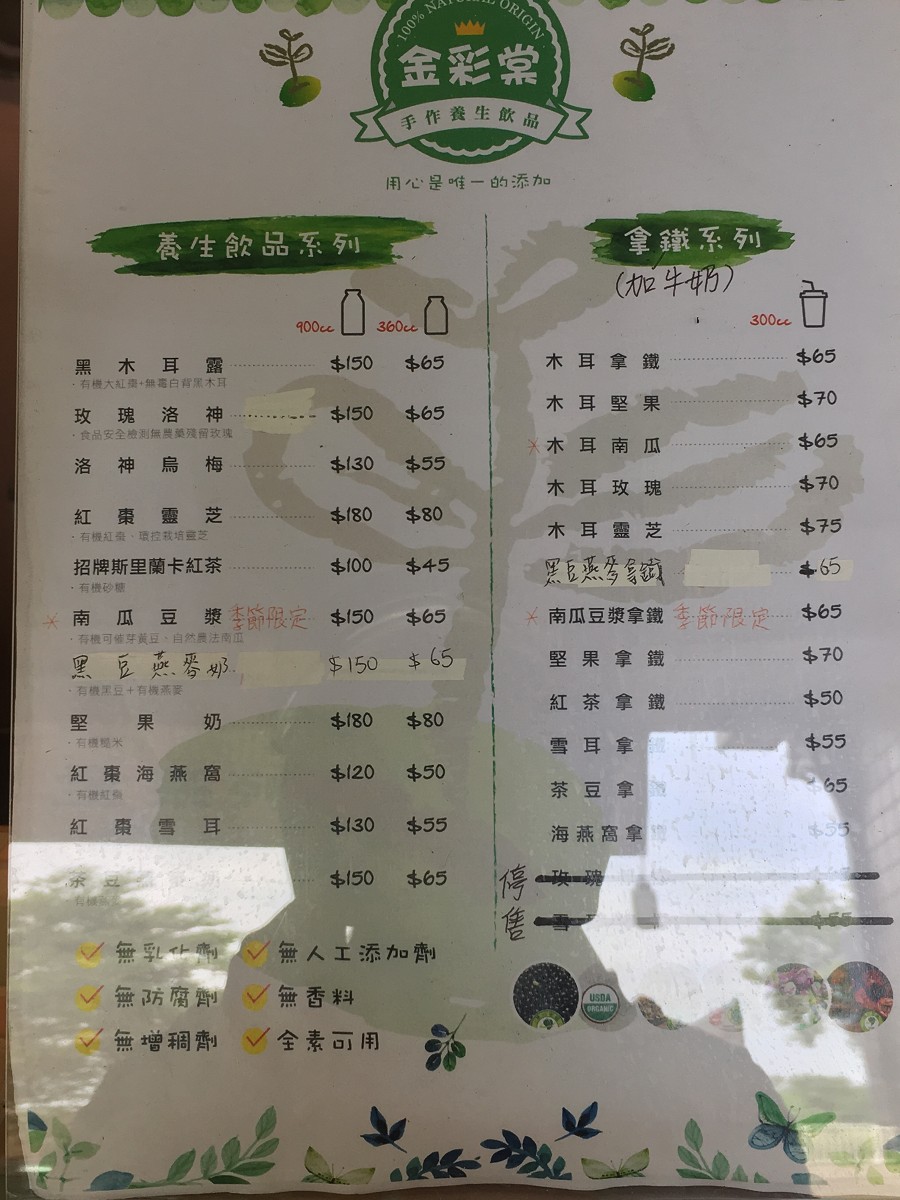 100% NATURAL ORIGIN
金彩棠
手作養生飲品
用心是唯一的添加
養生飲品系列
900cc 360cc
黑木耳露 $150 $65
·有機大紅棗+無毒白背黑木耳
玫瑰洛神 $150 $65
·食品安全檢測無農藥殘留玫瑰
洛神烏梅 $130 $55
紅棗靈芝 $180 $80
·有機紅棗、環控栽培靈芝
招牌斯里蘭卡紅茶 $100 $45
·有機砂糖
*南瓜豆漿 季節限定 $150 $65
·有機可催芽黃豆、自然農法南瓜
黑豆燕麥奶 $150 $65
·有機黑豆+有機燕麥
堅果奶 $180 $80
·有機糙米
紅棗海燕窩 $120 $50
·有機紅棗
紅棗雪耳 $130 $55
茶豆 奶 $150 $65
·有機
無乳化劑 無人工添加劑
無防腐劑 無香料
無增稠劑 全素可用
拿鐵系列
(加牛奶)
300cc
木耳拿鐵 $65
木耳堅果 $70
*木耳南瓜 $65
木耳玫瑰 $70
木耳靈芝 $75
黑豆燕麥拿鐵 $65
*南瓜豆漿拿鐵 季節限定 $65
堅果拿鐵 $70
紅茶拿鐵 $50
雪耳拿鐵 $55
茶豆拿鐵 $65
海燕窩拿鐵 $55
停售
玫瑰
雪 $55
USDA
ORGANIC